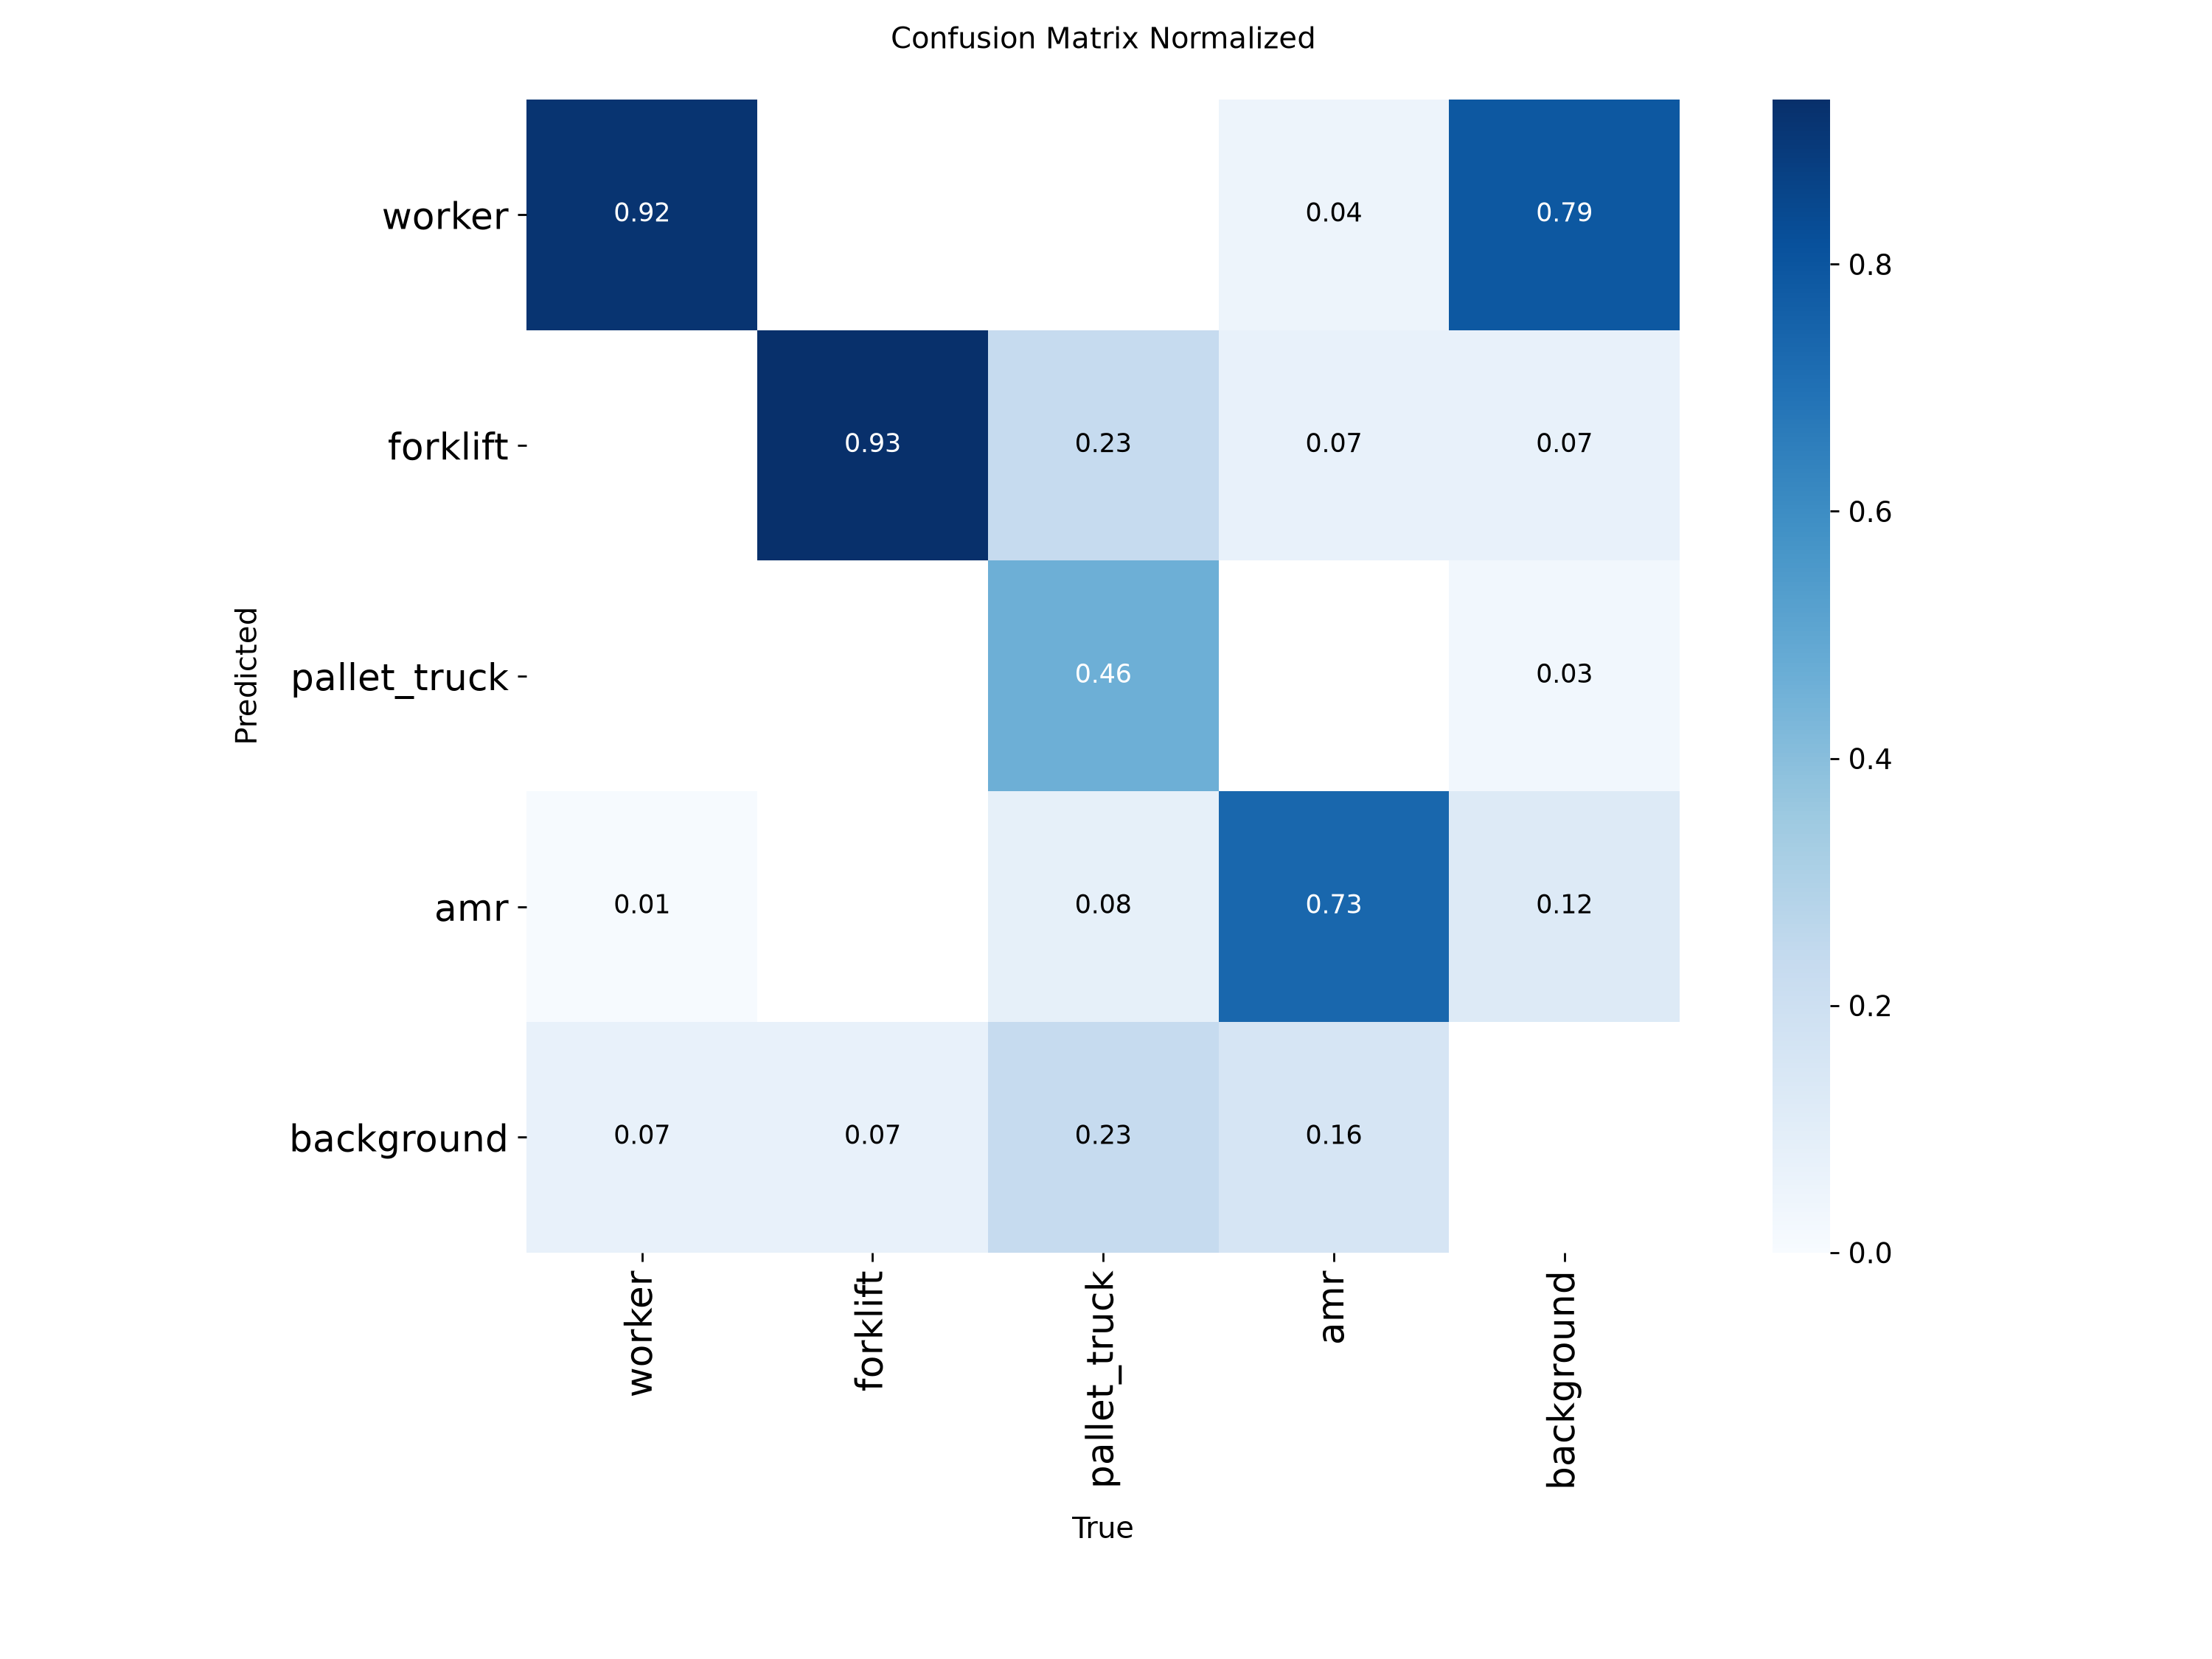 Confusion Matrix Normalized
worker
0.92
0.04
0.79
0.8
forklift
0.93
0.23
0.07
0.07
0.6
Predicted
pallet_truck
0.46
0.03
0.4
amr
0.01
0.08
0.73
0.12
0.2
background
0.07
0.07
0.23
0.16
0.0
worker
forklift
pallet_truck
amr
background
True